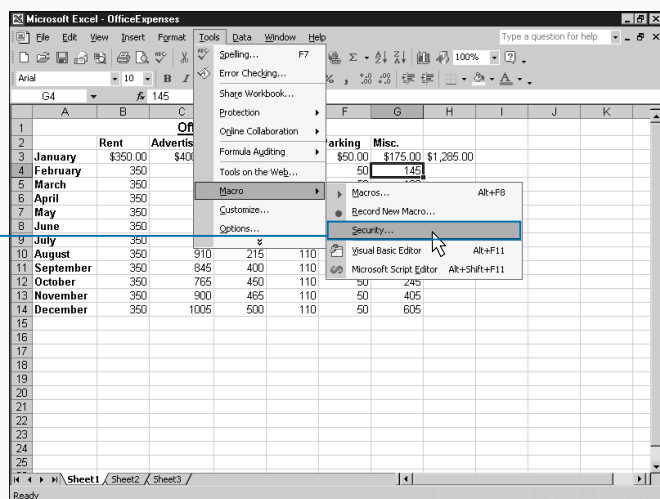 Microsoft Excel - OfficeExpenses
File Edit View Insert Format Tools Data Window Help Type a question for help
100%
Arial 10 B I % ,
G4 fx 145
A B C F G H I J K
1 Off
2 Rent Advertis arking Misc.
3 January $350.00 $400 $50.00 $175.00 $1,285.00
4 February 350 50 145
5 March 350
6 April 350
7 May 350
8 June 350
9 July 350
10 August 350 910 215 110
11 September 350 845 400 110
12 October 350 765 450 110 50 245
13 November 350 900 465 110 50 405
14 December 350 1005 500 110 50 605
15
16
17
18
19
20
21
22
23
24
25
Spelling... F7
Error Checking...
Share Workbook...
Protection
Online Collaboration
Formula Auditing
Tools on the Web...
Macro
Customize...
Options...
Macros... Alt+F8
Record New Macro...
Security...
Visual Basic Editor Alt+F11
Microsoft Script Editor Alt+Shift+F11
Sheet1 Sheet2 Sheet3
Ready